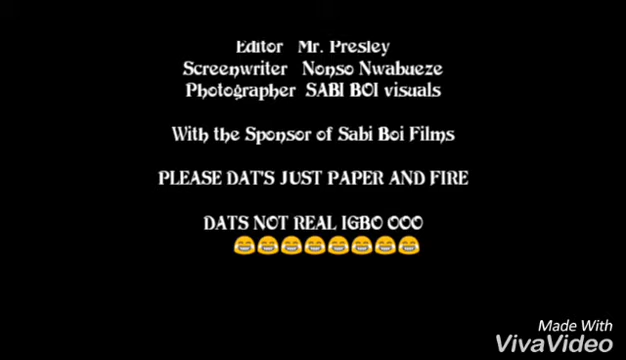 Editor Mr. Presley
Screenwriter Nonso Nwabueze
Photographer SABI BOI visuals
With the Sponsor of Sabi Boi Films
PLEASE DAT'S JUST PAPER AND FIRE
DATS NOT REAL IGBO OOO
😂😂😂😂😂😂😂😂
Made With
VivaVideo